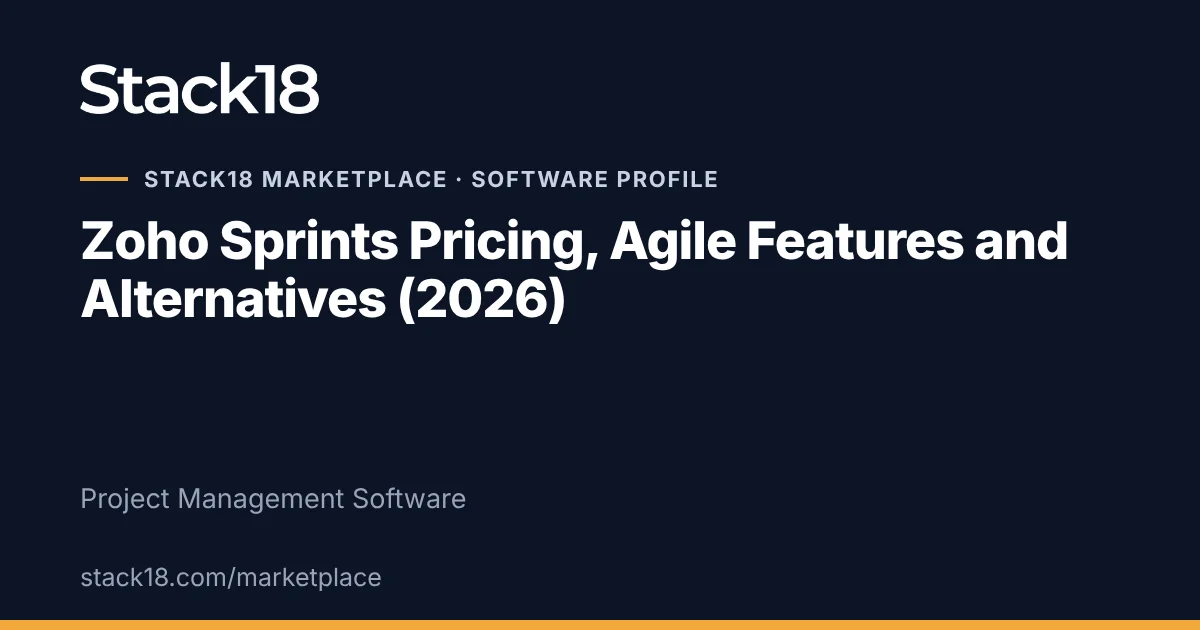 Stack18
STACK18 MARKETPLACE · SOFTWARE PROFILE
Zoho Sprints Pricing, Agile Features and
Alternatives (2026)
Project Management Software
stack18.com/marketplace